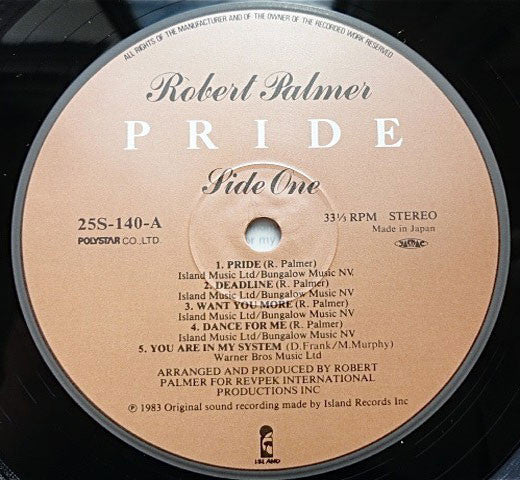 ALL RIGHTS OF THE MANUFACTURER AND OF THE OWNER OF THE RECORDED WORK RESERVED
Robert Palmer
PRIDE
Side One
25S-140-A
POLYSTAR CO., LTD.
33⅓ RPM STEREO
Made in Japan
JASRAC
or my
1. PRIDE (R. Palmer)
Island Music Ltd/Bungalow Music NV.
2. DEADLINE (R. Palmer)
Island Music Ltd/Bungalow Music NV
3. WANT YOU MORE (R. Palmer)
Island Music Ltd/Bungalow Music NV
4. DANCE FOR ME (R. Palmer)
Island Music Ltd/Bungalow Music NV
5. YOU ARE IN MY SYSTEM (D.Frank/M.Murphy)
Warner Bros Music Ltd
ARRANGED AND PRODUCED BY ROBERT
PALMER FOR REVPEK INTERNATIONAL
PRODUCTIONS INC
℗ 1983 Original sound recording made by Island Records Inc
ISLAND